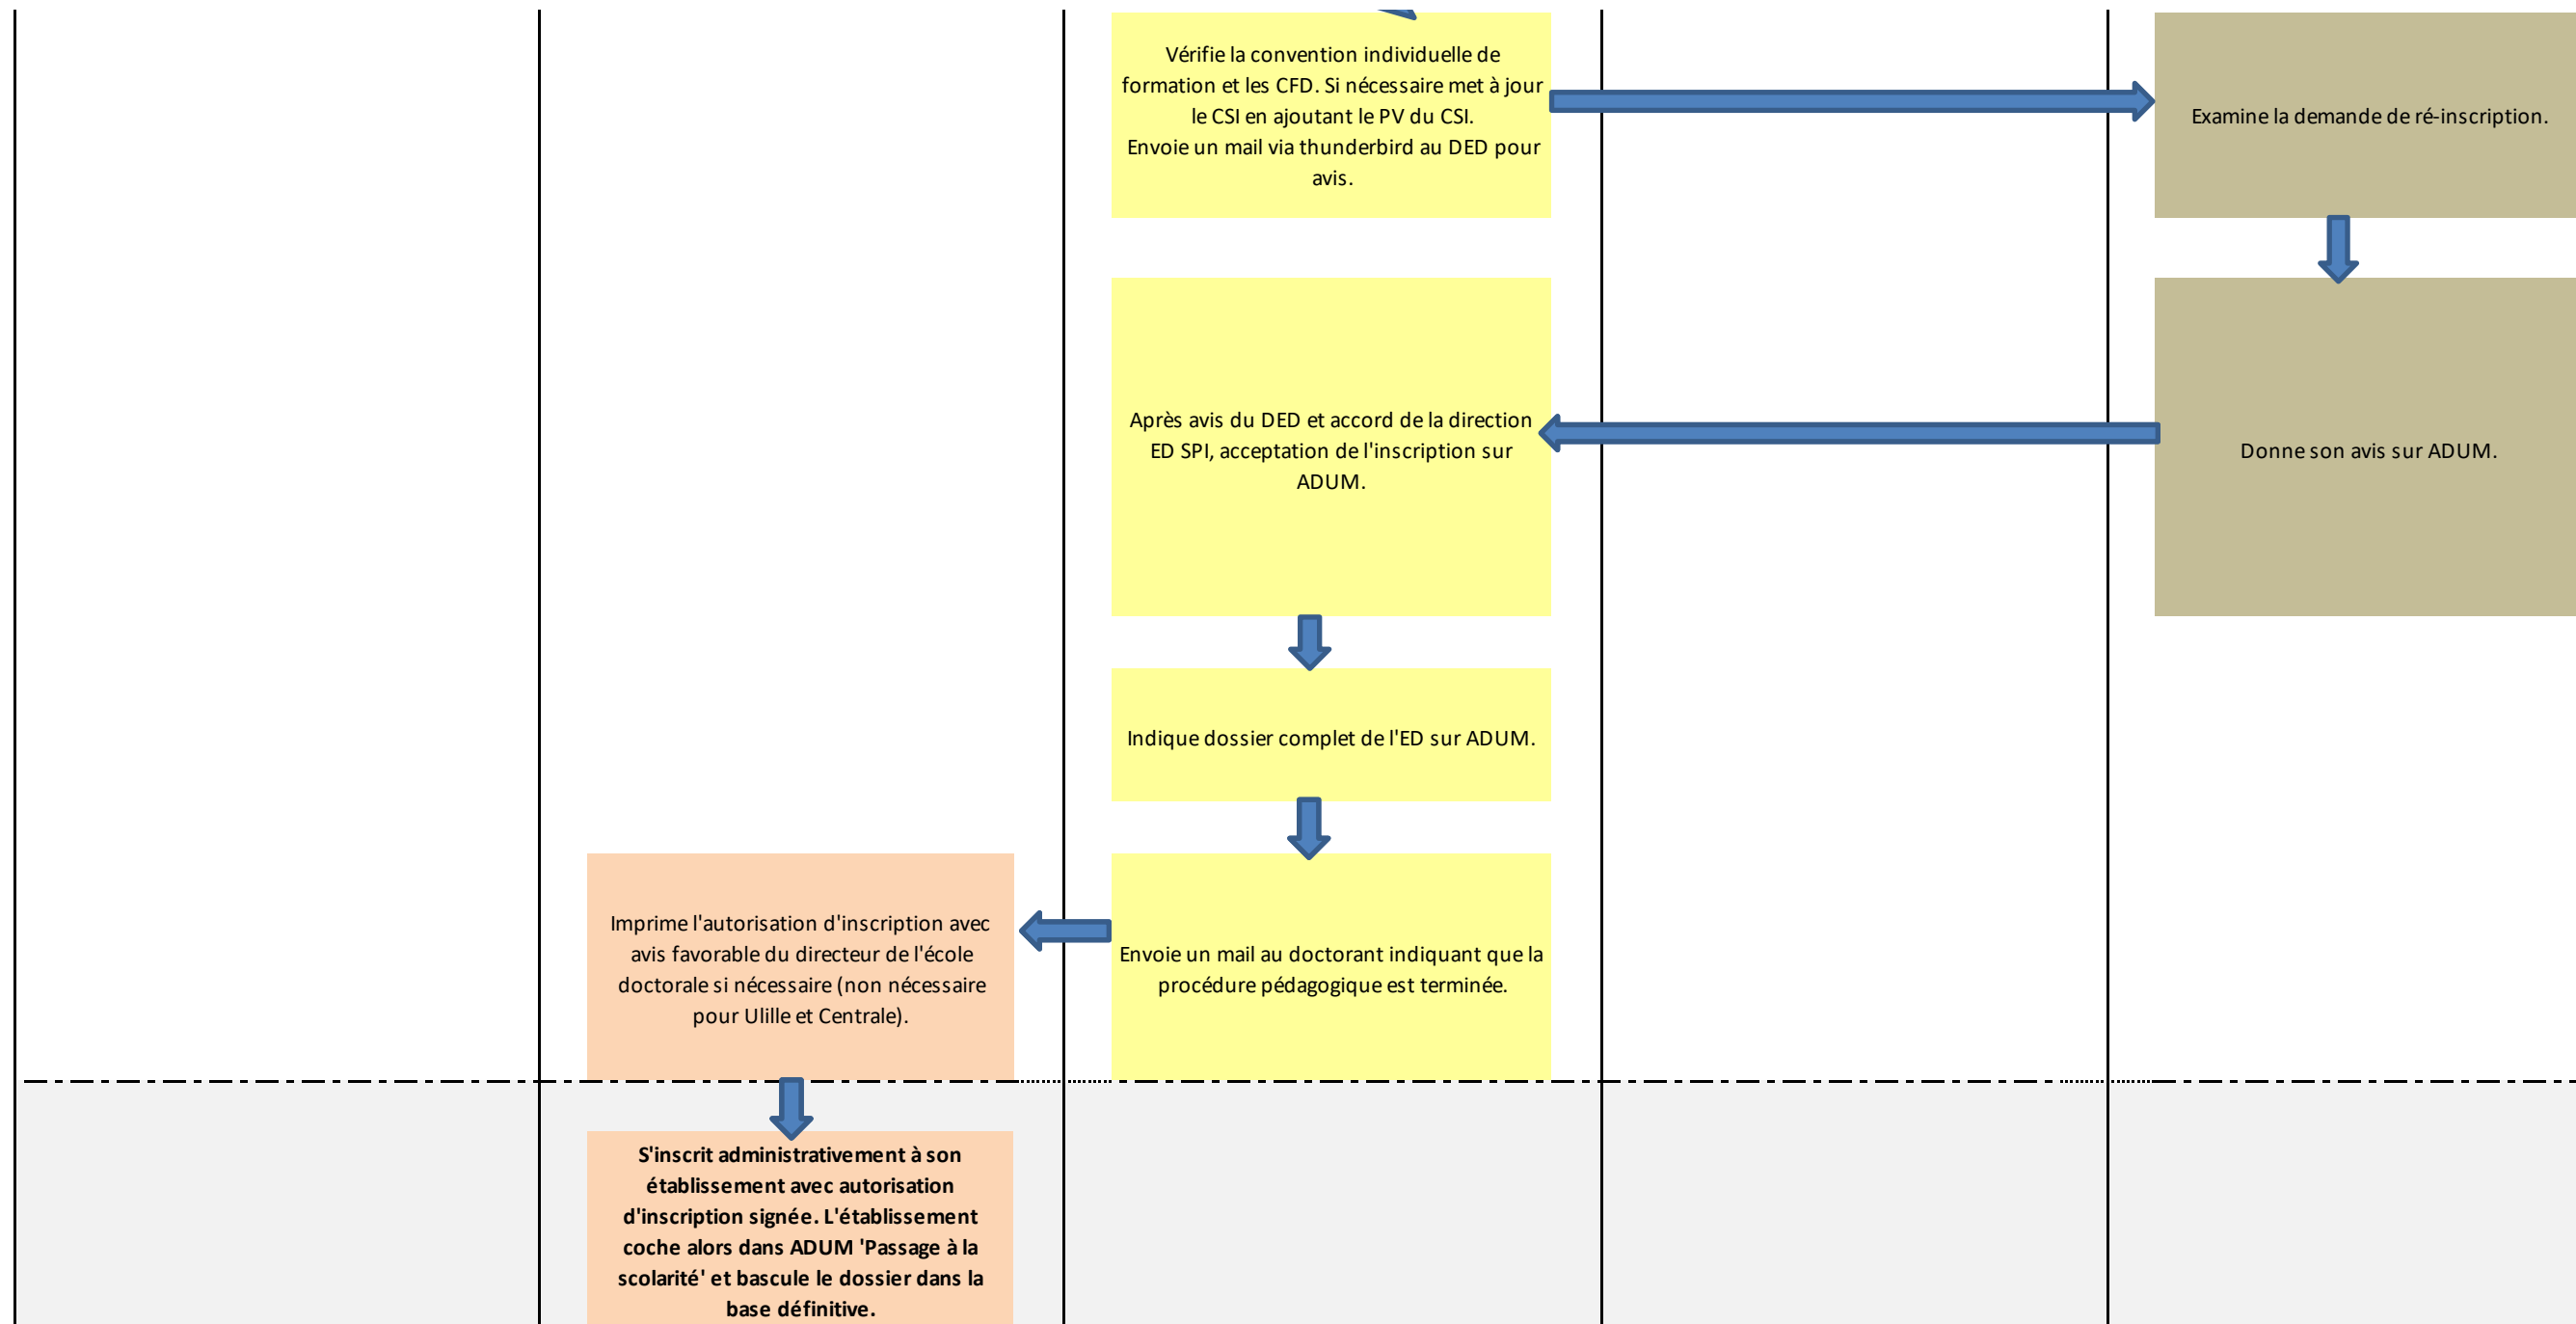 Vérifie la convention individuelle de
formation et les CFD. Si nécessaire met à jour
le CSI en ajoutant le PV du CSI.
Envoie un mail via thunderbird au DED pour
avis.
Examine la demande de ré-inscription.
Après avis du DED et accord de la direction
ED SPI, acceptation de l'inscription sur
ADUM.
Donne son avis sur ADUM.
Indique dossier complet de l'ED sur ADUM.
Imprime l'autorisation d'inscription avec
avis favorable du directeur de l'école
doctorale si nécessaire (non nécessaire
pour Ulille et Centrale).
Envoie un mail au doctorant indiquant que la
procédure pédagogique est terminée.
S'inscrit administrativement à son
établissement avec autorisation
d'inscription signée. L'établissement
coche alors dans ADUM 'Passage à la
scolarité' et bascule le dossier dans la
base définitive.